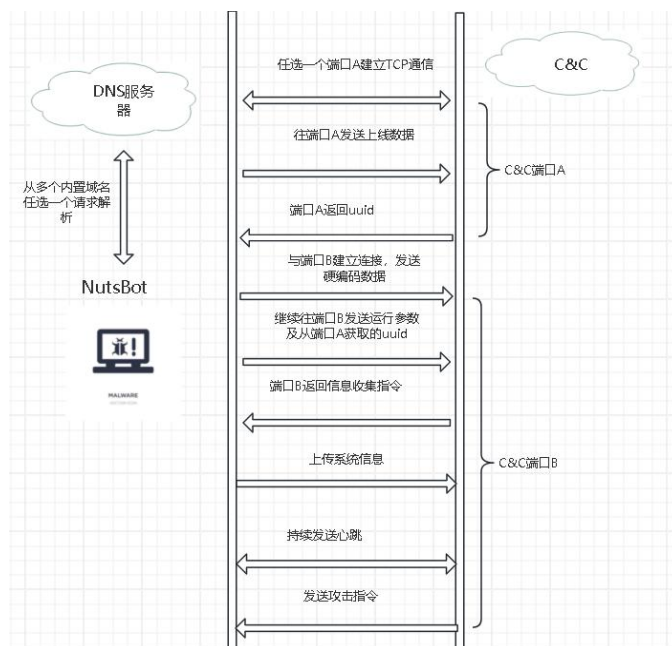 DNS服务
器
从多个内置域名
任选一个请求解
析
NutsBot
MALWARE
任选一个端口A建立TCP通信
往端口A发送上线数据
端口A返回uuid
与端口B建立连接，发送
硬编码数据
继续往端口B发送运行参数
及从端口A获取的uuid
端口B返回信息收集指令
上传系统信息
持续发送心跳
发送攻击指令
C&C
C&C端口A
C&C端口B